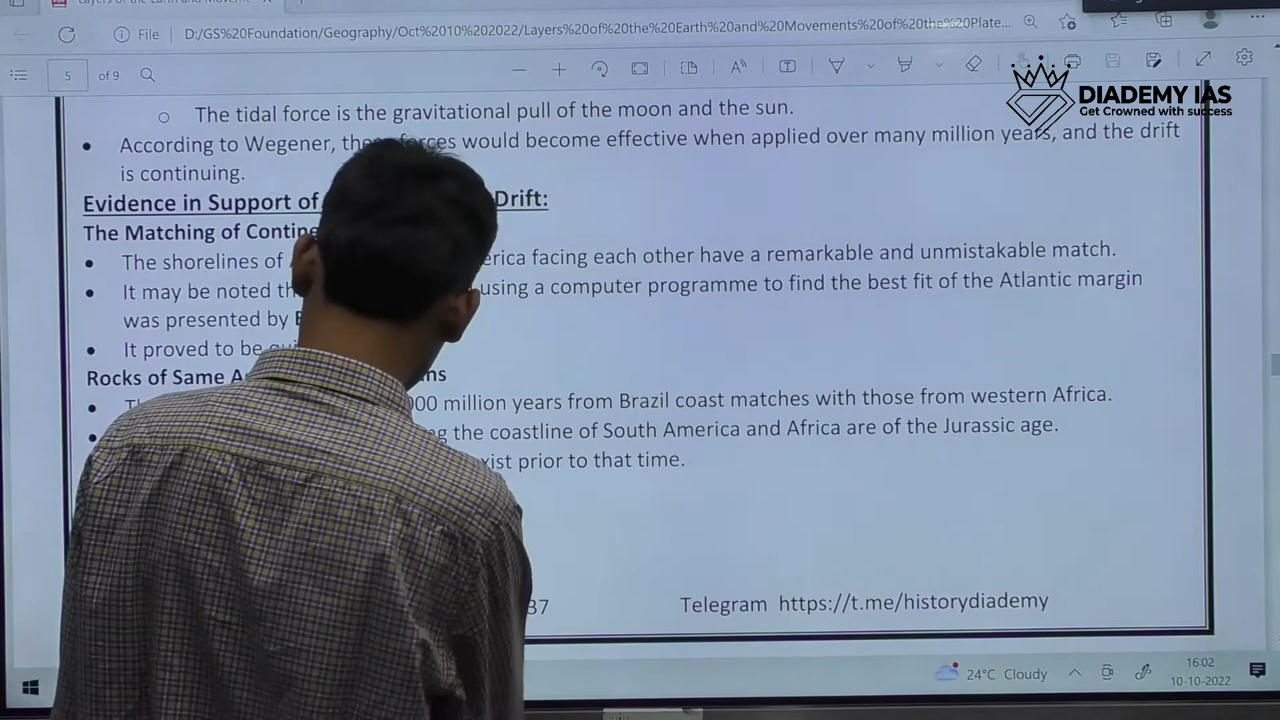 Layers of the Earth and Moveme
File D:/GS%20Foundation/Geography/Oct%2010%202022/Layers%20of%20the%20Earth%20and%20Movements%20of%20the%20Plate...
5 of 9
DIADEMY IAS
Get Crowned with success
The tidal force is the gravitational pull of the moon and the sun.
According to Wegener, these forces would become effective when applied over many million years, and the drift
is continuing.
Evidence in Support of Drift:
The Matching of Contine
The shorelines of erica facing each other have a remarkable and unmistakable match.
It may be noted th using a computer programme to find the best fit of the Atlantic margin
was presented by
It proved to be
Rocks of Same A ns
000 million years from Brazil coast matches with those from western Africa.
g the coastline of South America and Africa are of the Jurassic age.
xist prior to that time.
37 Telegram https://t.me/historydiademy
24°C Cloudy
16:02
10-10-2022